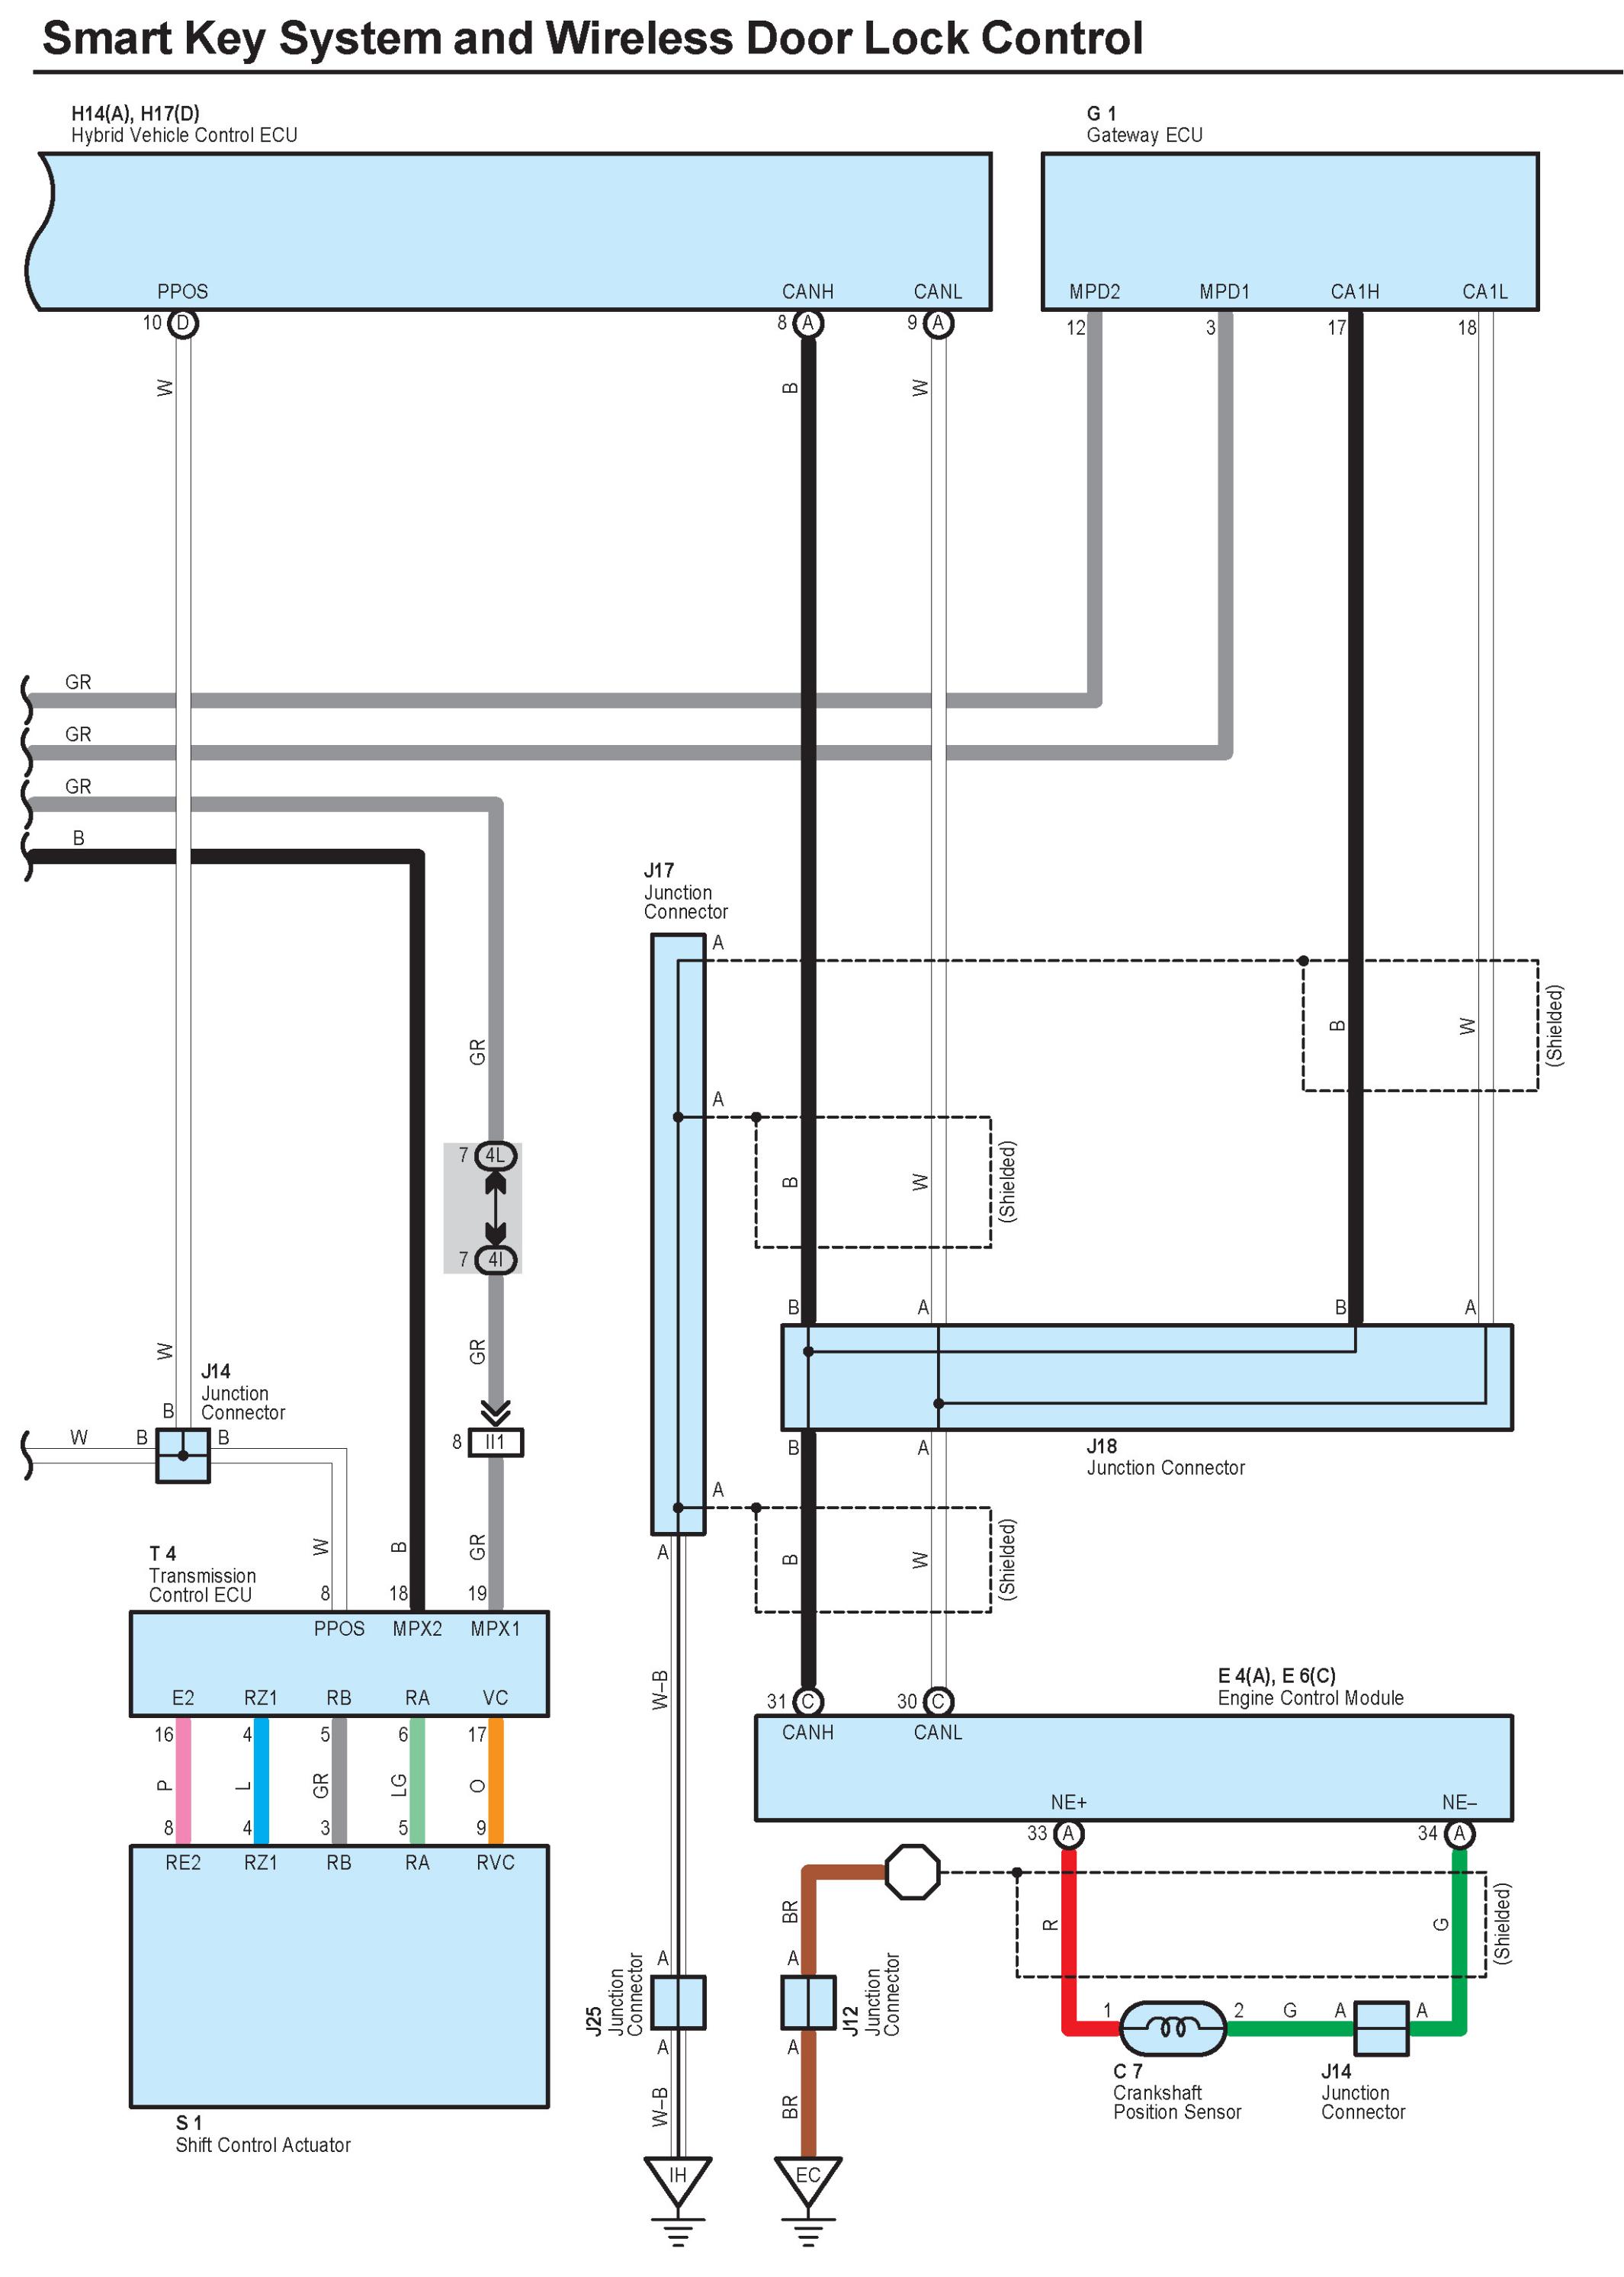 Smart Key System and Wireless Door Lock Control
H14(A), H17(D)
Hybrid Vehicle Control ECU
G 1
Gateway ECU
PPOS
CANH
CANL
MPD2
MPD1
CA1H
CA1L
10 D
8 A
9 A
12
3
17
18
W
B
W
GR
GR
GR
B
J17
Junction
Connector
A
B
W
(Shielded)
GR
A
B
W
(Shielded)
7 4L
7 4I
B
A
B
A
W
GR
J14
Junction
Connector
B
W
B
B
8 II1
B
A
J18
Junction Connector
A
A
B
W
(Shielded)
T 4
Transmission
Control ECU
W
B
GR
8
18
19
PPOS
MPX2
MPX1
E2
RZ1
RB
RA
VC
W–B
E 4(A), E 6(C)
Engine Control Module
31 C
30 C
CANH
CANL
16
4
5
6
17
P
L
GR
LG
O
8
4
3
5
9
RE2
RZ1
RB
RA
RVC
NE+
NE–
33 A
34 A
BR
R
G
(Shielded)
A
A
J25
Junction
Connector
J12
Junction
Connector
1
2
G
A
A
A
A
C 7
Crankshaft
Position Sensor
J14
Junction
Connector
W–B
BR
S 1
Shift Control Actuator
IH
EC